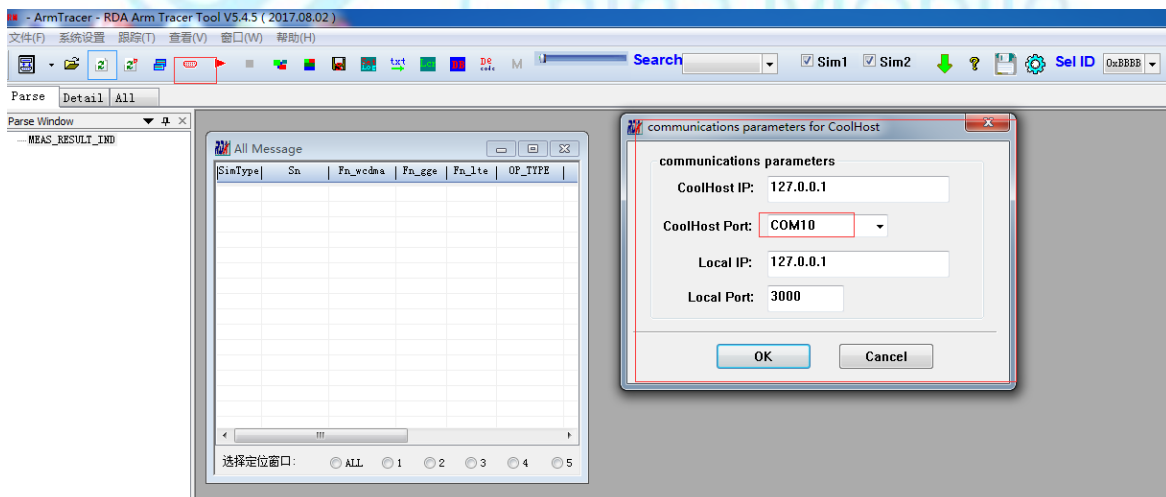 - ArmTracer - RDA Arm Tracer Tool V5.4.5 ( 2017.08.02 )
文件(F) 系统设置 跟踪(T) 查看(V) 窗口(W) 帮助(H)
txt M Search Sim1 Sim2 Sel ID 0xBBBB
Parse Detail All
Parse Window
MEAS_RESULT_IND
All Message
SimType Sn Fn_wcdma Fn_gge Fn_lte OP_TYPE
选择定位窗口: ALL 1 2 3 4 5
communications parameters for CoolHost
communications parameters
CoolHost IP: 127.0.0.1
CoolHost Port: COM10
Local IP: 127.0.0.1
Local Port: 3000
OK Cancel